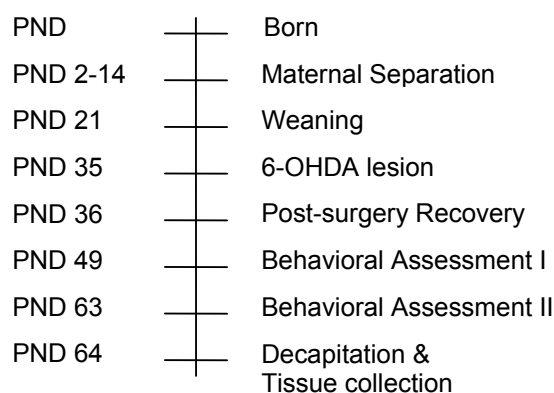 PND Born
PND 2-14 Maternal Separation
PND 21 Weaning
PND 35 6-OHDA lesion
PND 36 Post-surgery Recovery
PND 49 Behavioral Assessment I
PND 63 Behavioral Assessment II
PND 64 Decapitation &
Tissue collection